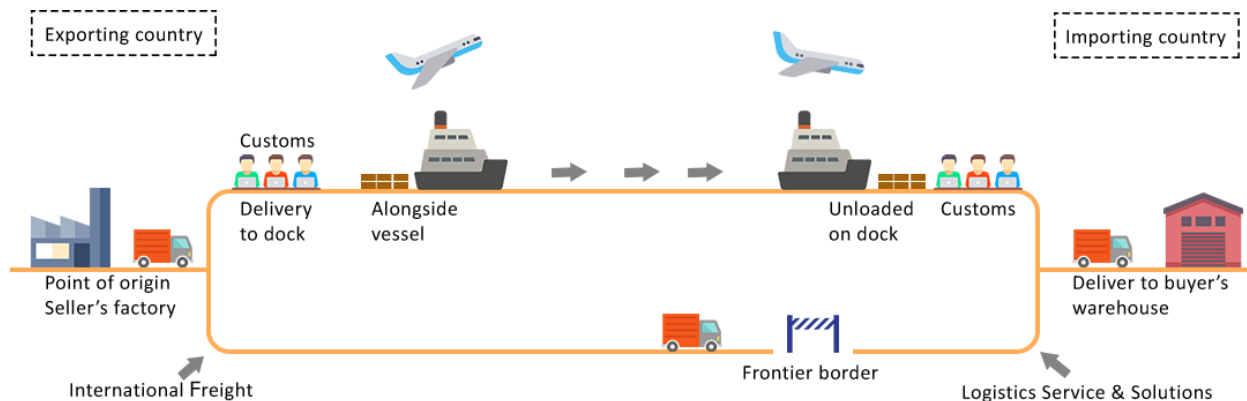 Exporting country
Importing country
Customs
Delivery
to dock
Alongside
vessel
Unloaded
on dock
Customs
Point of origin
Seller's factory
Deliver to buyer's
warehouse
Frontier border
International Freight
Logistics Service & Solutions